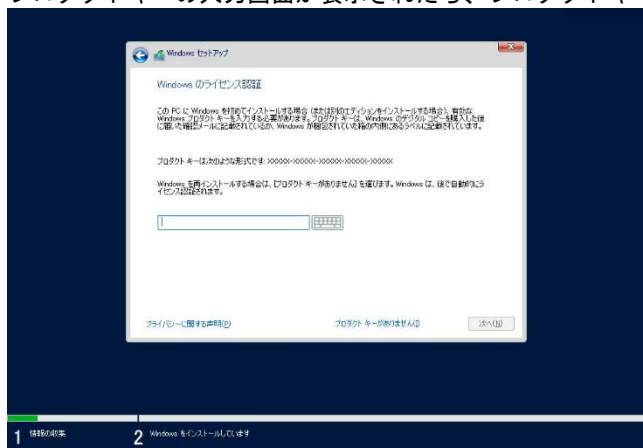 プロダクトキーの入力画面が表示されたら、プロダクトキー
Windows セットアップ
Windows のライセンス認証
この PC に Windows を初めてインストールする場合 (または別のエディションをインストールする場合)、有効な
Windows プロダクト キーを入力する必要があります。プロダクト キーは、Windows のデジタル コピーを購入した後
に届いた確認メールに記載されているか、Windows が梱包されていた箱の内側にあるラベルに記載されています。
プロダクト キーは次のような形式です: XXXXX-XXXXX-XXXXX-XXXXX-XXXXX
Windows を再インストールする場合は、[プロダクト キーがありません] を選びます。Windows は、後で自動的にラ
イセンス認証されます。
プライバシーに関する声明(P)
プロダクト キーがありません(I)
次へ(N)
1 情報の収集
2 Windows をインストールしています